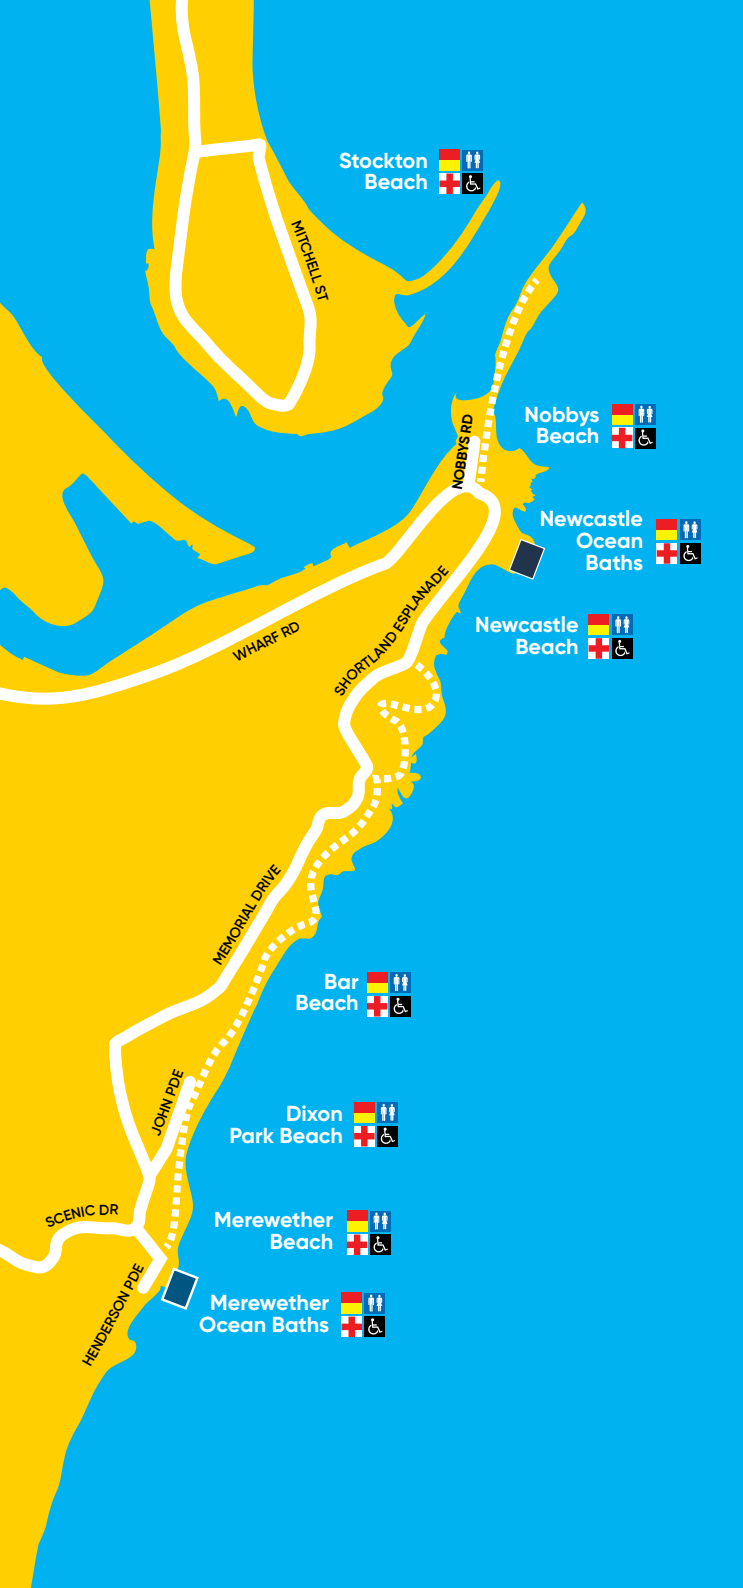 Stockton
Beach
MITCHELL ST
NOBBYS RD
Nobbys
Beach
Newcastle
Ocean
Baths
SHORTLAND ESPLANADE
WHARF RD
Newcastle
Beach
MEMORIAL DRIVE
Bar
Beach
JOHN PDE
Dixon
Park Beach
SCENIC DR
Merewether
Beach
HENDERSON PDE
Merewether
Ocean Baths